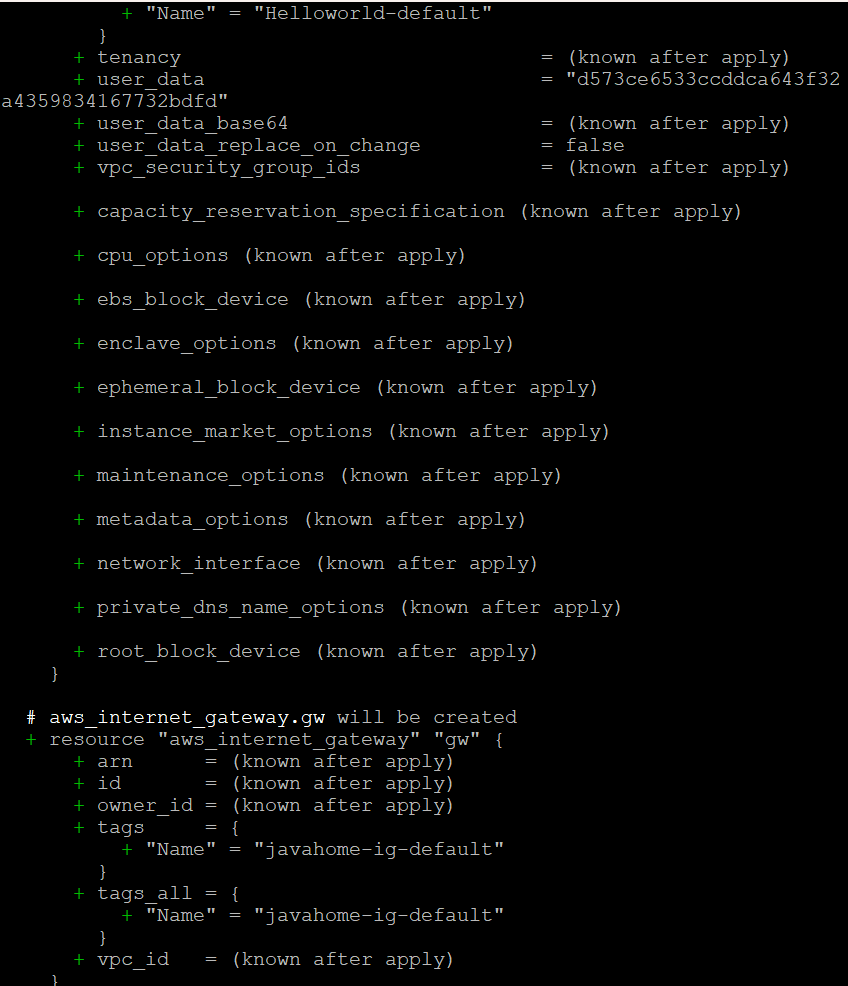 + "Name" = "Helloworld-default"
}
+ tenancy = (known after apply)
+ user_data = "d573ce6533ccddca643f32
a4359834167732bdfd"
+ user_data_base64 = (known after apply)
+ user_data_replace_on_change = false
+ vpc_security_group_ids = (known after apply)
+ capacity_reservation_specification (known after apply)
+ cpu_options (known after apply)
+ ebs_block_device (known after apply)
+ enclave_options (known after apply)
+ ephemeral_block_device (known after apply)
+ instance_market_options (known after apply)
+ maintenance_options (known after apply)
+ metadata_options (known after apply)
+ network_interface (known after apply)
+ private_dns_name_options (known after apply)
+ root_block_device (known after apply)
}
# aws_internet_gateway.gw will be created
+ resource "aws_internet_gateway" "gw" {
+ arn = (known after apply)
+ id = (known after apply)
+ owner_id = (known after apply)
+ tags = {
+ "Name" = "javahome-ig-default"
}
+ tags_all = {
+ "Name" = "javahome-ig-default"
}
+ vpc_id = (known after apply)
}